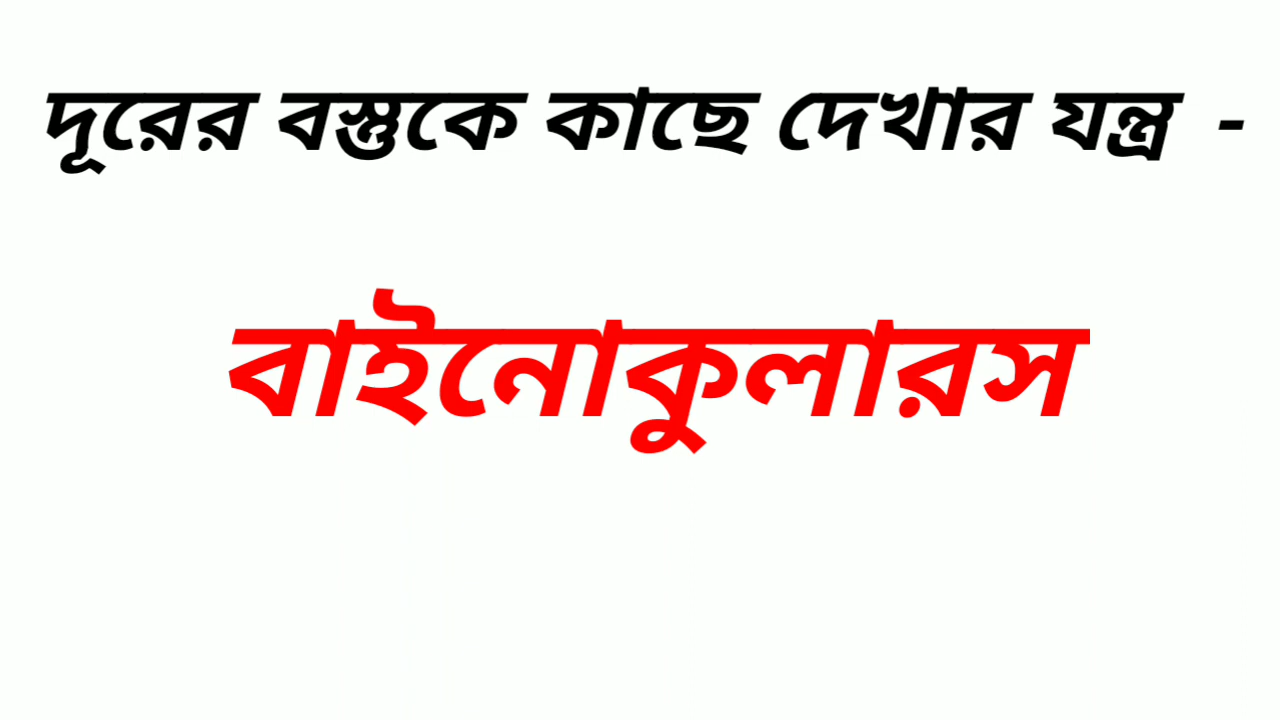 দূরের বস্তুকে কাছে দেখার যন্ত্র -
বাইনোকুলারস